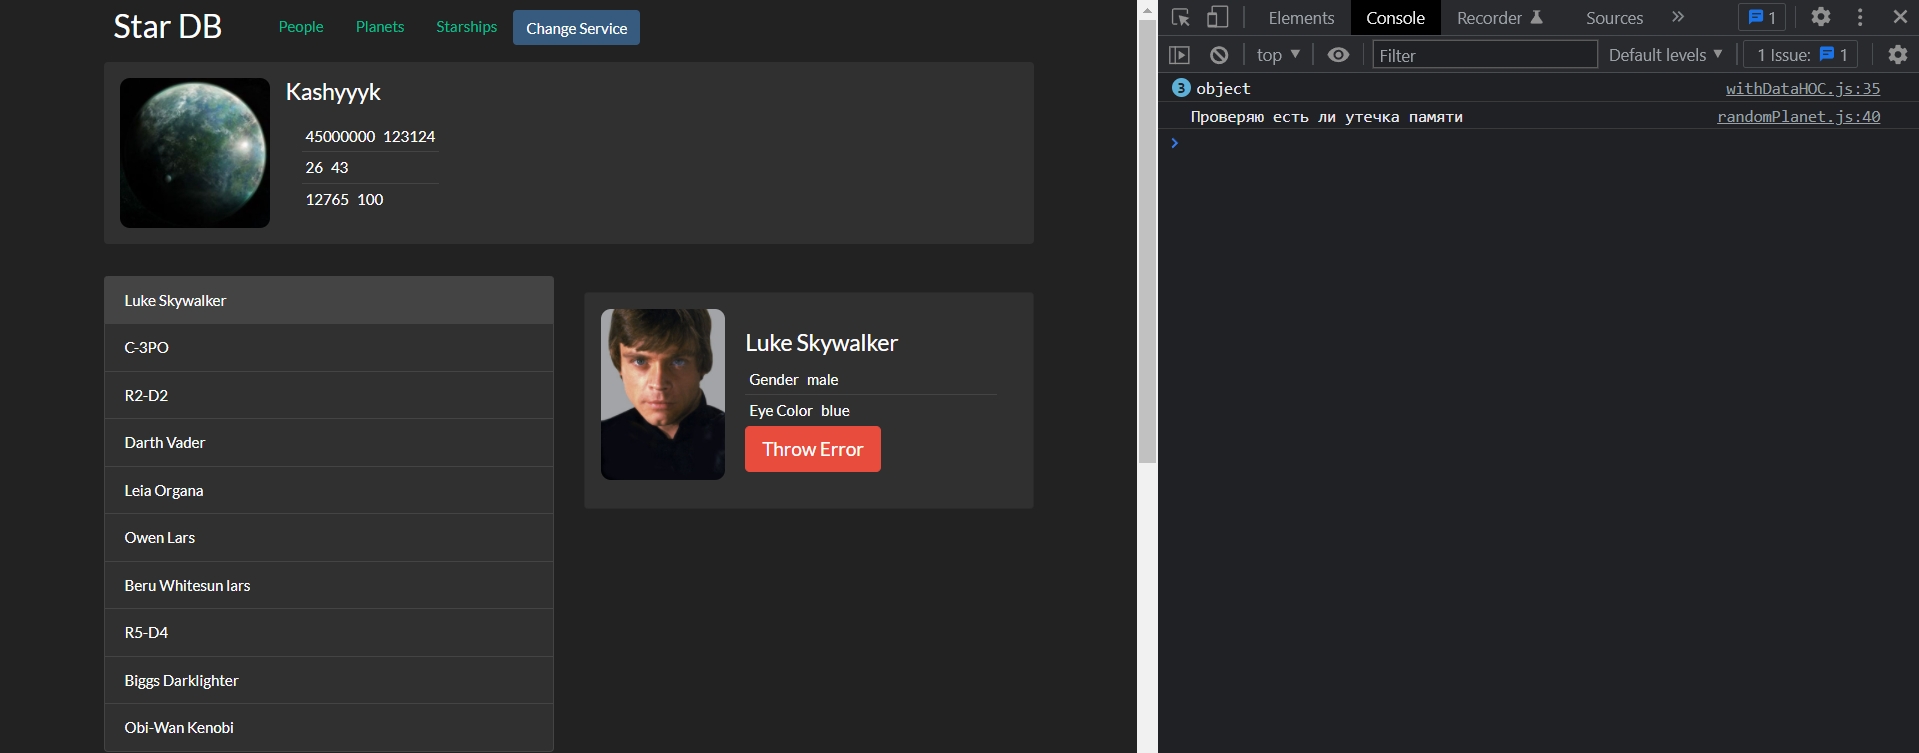 Star DB People Planets Starships Change Service
Kashyyyk
45000000 123124
26 43
12765 100
Luke Skywalker
C-3PO
R2-D2
Darth Vader
Leia Organa
Owen Lars
Beru Whitesun lars
R5-D4
Biggs Darklighter
Obi-Wan Kenobi
Luke Skywalker
Gender male
Eye Color blue
Throw Error
Elements Console Recorder Sources 1
top Filter Default levels 1 Issue: 1
3 object withDataHOC.js:35
Проверяю есть ли утечка памяти randomPlanet.js:40